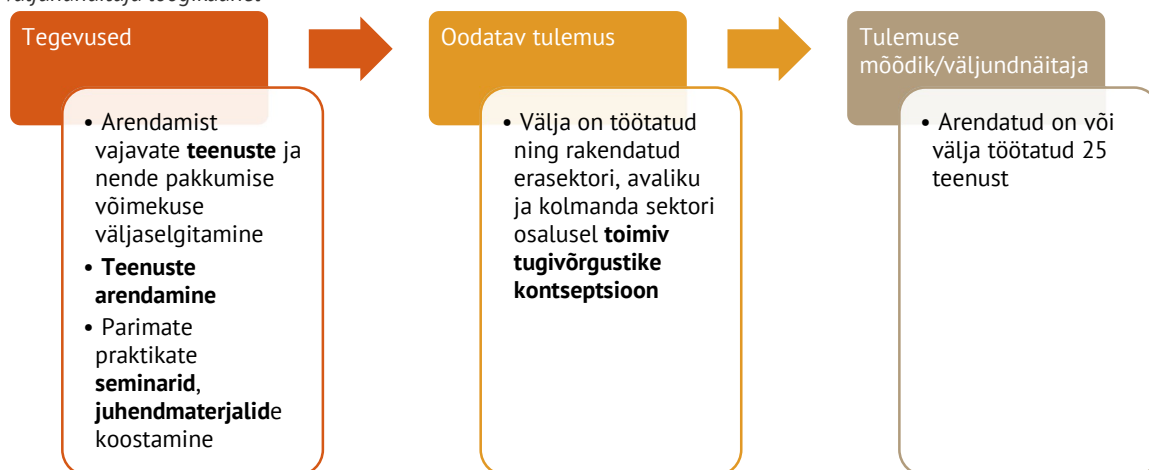 Tegevused
• Arendamist
vajavate teenuste ja
nende pakkumise
võimekuse
väljaselgitamine
• Teenuste
arendamine
• Parimate
praktikate
seminarid,
juhendmaterjalide
koostamine
Oodatav tulemus
• Välja on töötatud
ning rakendatud
erasektori, avaliku
ja kolmanda sektori
osalusel toimiv
tugivõrgustike
kontseptsioon
Tulemuse
mõõdik/väljundnäitaja
• Arendatud on või
välja töötatud 25
teenust